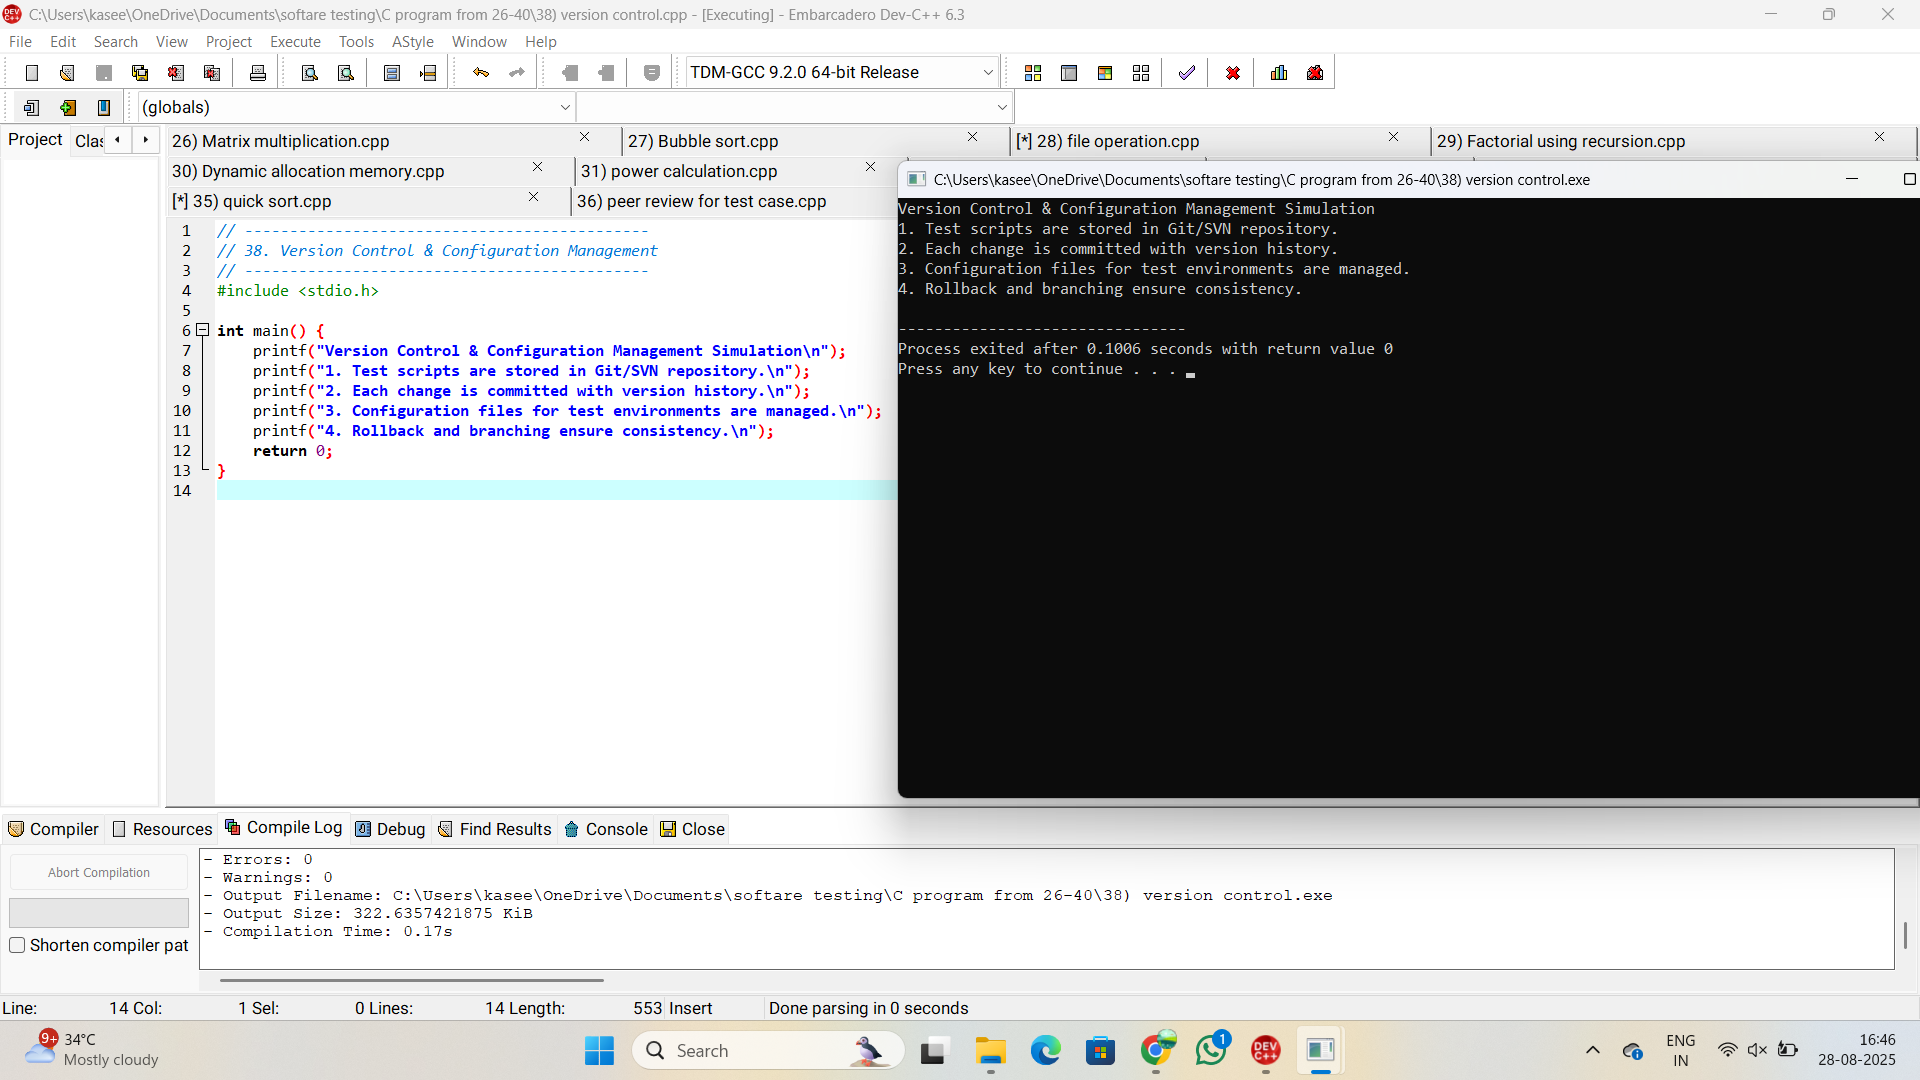 C:\Users\kasee\OneDrive\Documents\softare testing\C program from 26-40\38) version control.cpp - [Executing] - Embarcadero Dev-C++ 6.3
File Edit Search View Project Execute Tools AStyle Window Help
TDM-GCC 9.2.0 64-bit Release
(globals)
Project Clas
26) Matrix multiplication.cpp 27) Bubble sort.cpp [*] 28) file operation.cpp 29) Factorial using recursion.cpp
30) Dynamic allocation memory.cpp 31) power calculation.cpp
[*] 35) quick sort.cpp 36) peer review for test case.cpp
1 // ---------------------------------------------
2 // 38. Version Control & Configuration Management
3 // ---------------------------------------------
4 #include <stdio.h>
5
6 int main() {
7 printf("Version Control & Configuration Management Simulation\n");
8 printf("1. Test scripts are stored in Git/SVN repository.\n");
9 printf("2. Each change is committed with version history.\n");
10 printf("3. Configuration files for test environments are managed.\n");
11 printf("4. Rollback and branching ensure consistency.\n");
12 return 0;
13 }
14
C:\Users\kasee\OneDrive\Documents\softare testing\C program from 26-40\38) version control.exe
Version Control & Configuration Management Simulation
1. Test scripts are stored in Git/SVN repository.
2. Each change is committed with version history.
3. Configuration files for test environments are managed.
4. Rollback and branching ensure consistency.
--------------------------------
Process exited after 0.1006 seconds with return value 0
Press any key to continue . . .
Compiler Resources Compile Log Debug Find Results Console Close
Abort Compilation
Shorten compiler pat
- Errors: 0
- Warnings: 0
- Output Filename: C:\Users\kasee\OneDrive\Documents\softare testing\C program from 26-40\38) version control.exe
- Output Size: 322.6357421875 KiB
- Compilation Time: 0.17s
Line: 14 Col: 1 Sel: 0 Lines: 14 Length: 553 Insert Done parsing in 0 seconds
9+ 34°C
Mostly cloudy
Search
DEV C++
1
ENG
IN
16:46
28-08-2025